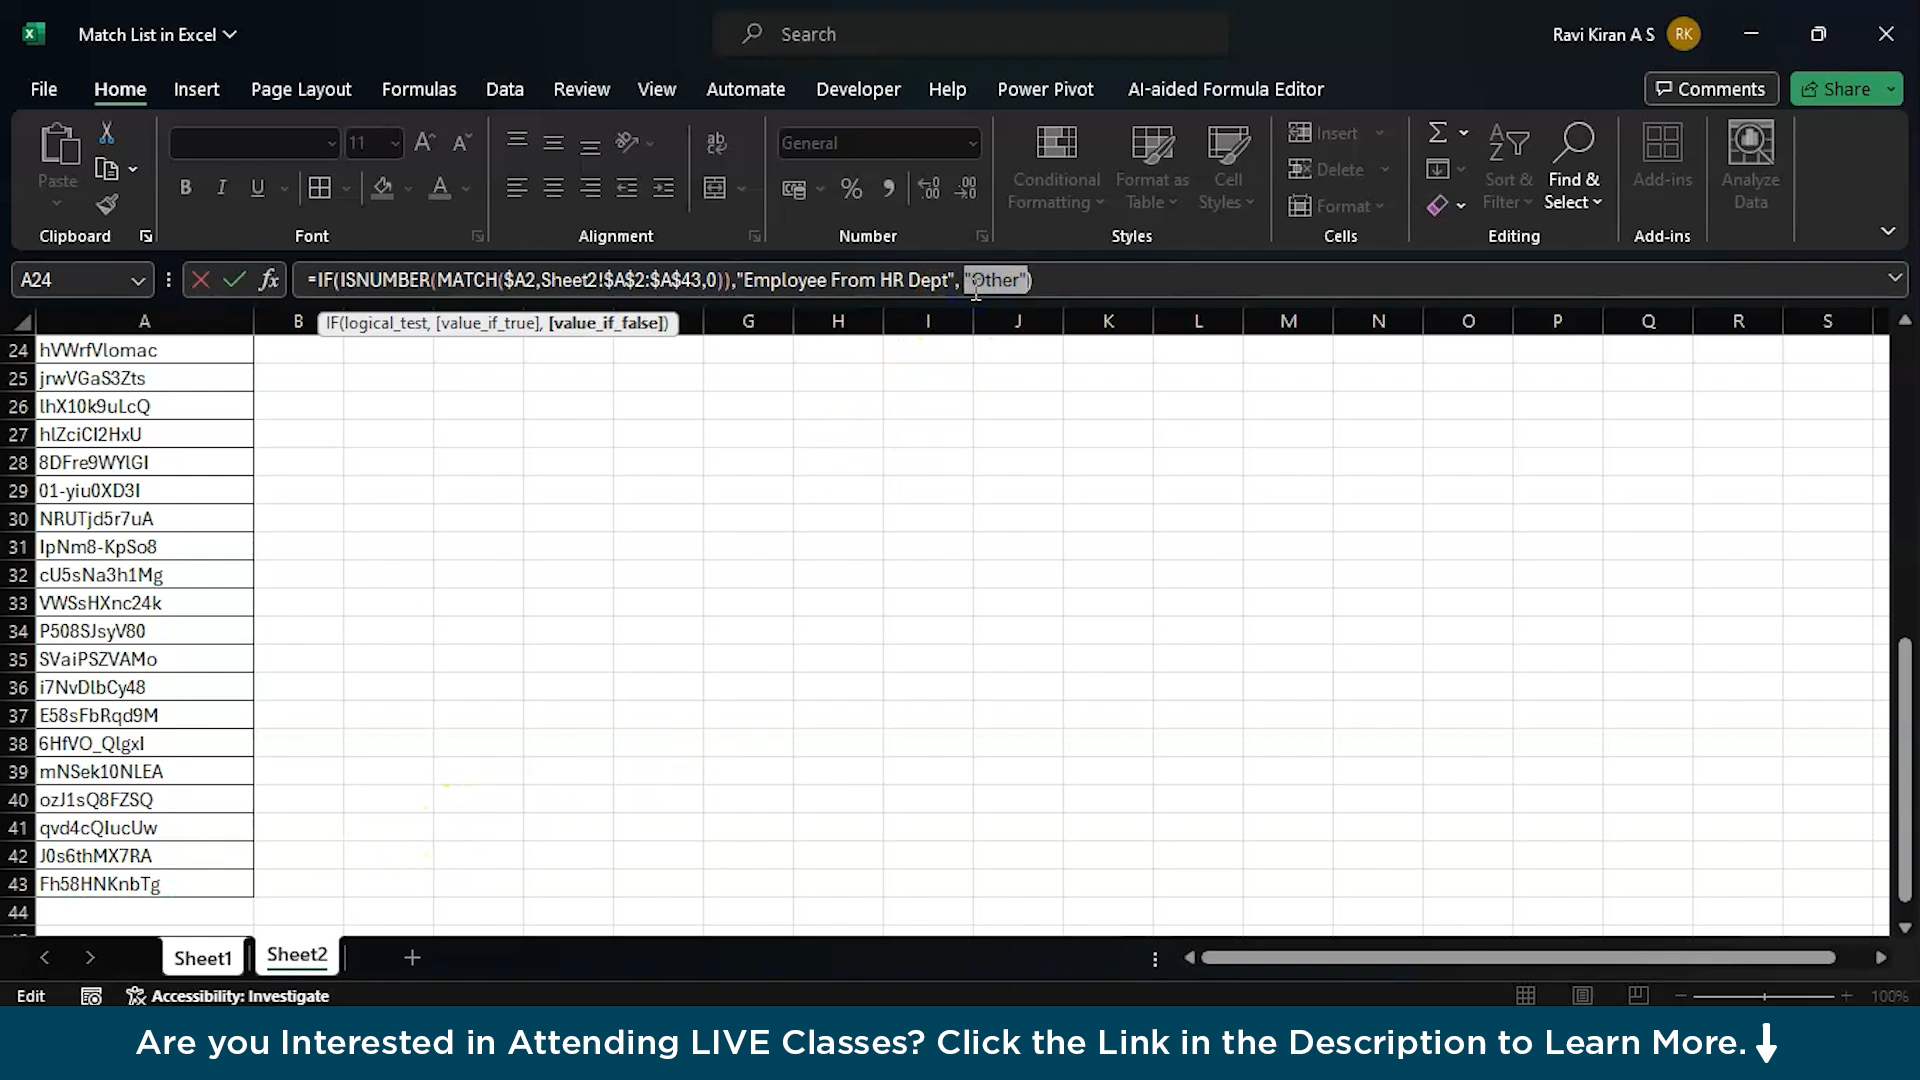 Match List in Excel
Search
Ravi Kiran A S RK
File Home Insert Page Layout Formulas Data Review View Automate Developer Help Power Pivot AI-aided Formula Editor Comments Share
11 General Insert
Paste Delete
B I U A Conditional Format as Cell Sort & Find & Add-ins Analyze
Formatting Table Styles Format Filter Select Data
Clipboard Font Alignment Number Styles Cells Editing Add-ins
A24 fx =IF(ISNUMBER(MATCH($A2,Sheet2!$A$2:$A$43,0)),"Employee From HR Dept", "Other")
IF(logical_test, [value_if_true], [value_if_false])
A B G H I J K L M N O P Q R S
24 hVWrfVlomac
25 jrwVGaS3Zts
26 lhX10k9uLcQ
27 hlZciCI2HxU
28 8DFre9WYlGI
29 01-yiu0XD3I
30 NRUTjd5r7uA
31 IpNm8-KpSo8
32 cU5sNa3h1Mg
33 VWSsHXnc24k
34 P508SJsyV80
35 SVaiPSZVAMo
36 i7NvDlbCy48
37 E58sFbRqd9M
38 6HfVO_QlgxI
39 mNSek10NLEA
40 ozJ1sQ8FZSQ
41 qvd4cQIucUw
42 J0s6thMX7RA
43 Fh58HNKnbTg
44
Sheet1 Sheet2
Edit Accessibility: Investigate 100%
Are you Interested in Attending LIVE Classes? Click the Link in the Description to Learn More.